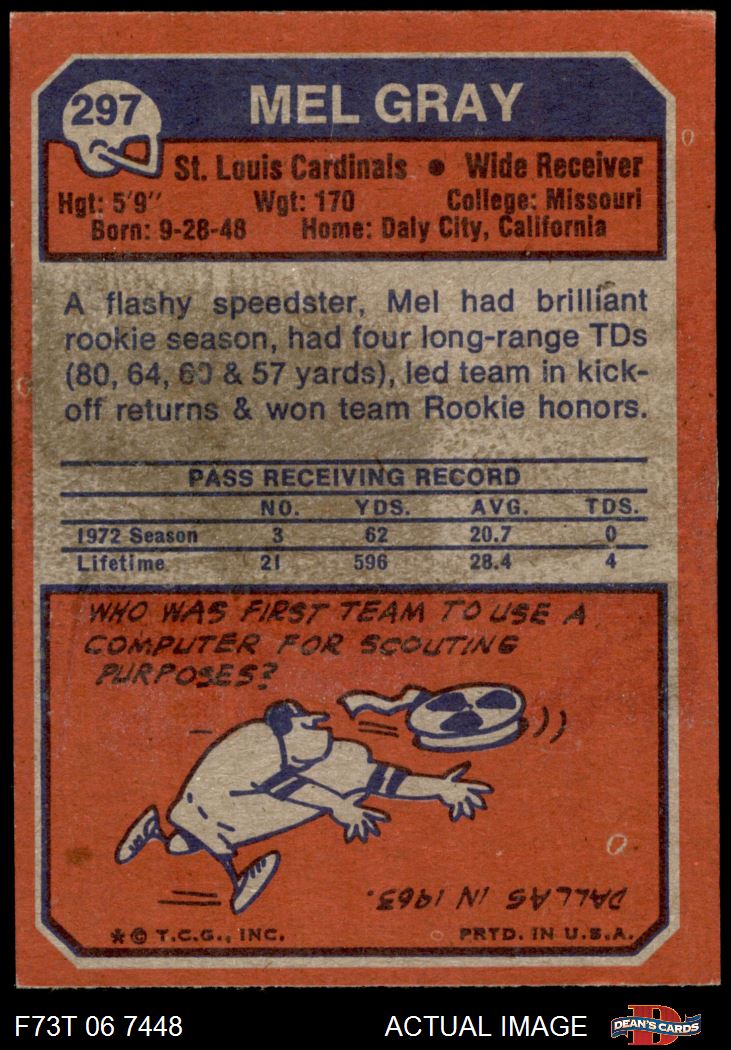 297
MEL GRAY
St. Louis Cardinals • Wide Receiver
Hgt: 5'9" Wgt: 170 College: Missouri
Born: 9-28-48 Home: Daly City, California
A flashy speedster, Mel had brilliant
rookie season, had four long-range TDs
(80, 64, 60 & 57 yards), led team in kick-
off returns & won team Rookie honors.
PASS RECEIVING RECORD
NO. YDS. AVG. TDS.
1972 Season 3 62 20.7 0
Lifetime 21 596 28.4 4
WHO WAS FIRST TEAM TO USE A
COMPUTER FOR SCOUTING
PURPOSES?
DALLAS IN 1963.
* © T.C.G., INC. PRTD. IN U.S.A.
F73T 06 7448 ACTUAL IMAGE D DEAN'S CARDS